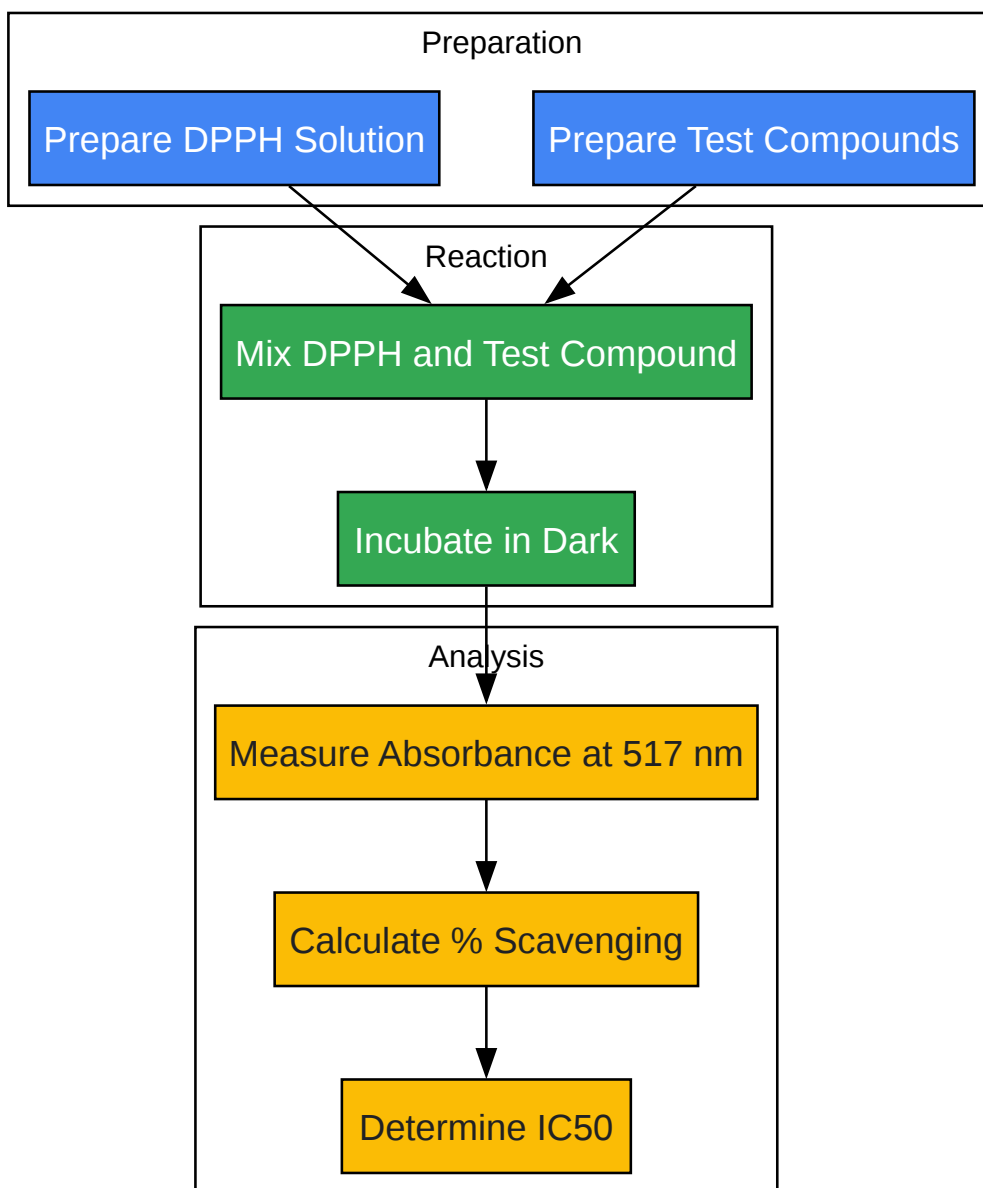 Preparation
Prepare DPPH Solution
Prepare Test Compounds
Reaction
Mix DPPH and Test Compound
Incubate in Dark
Analysis
Measure Absorbance at 517 nm
Calculate % Scavenging
Determine IC50